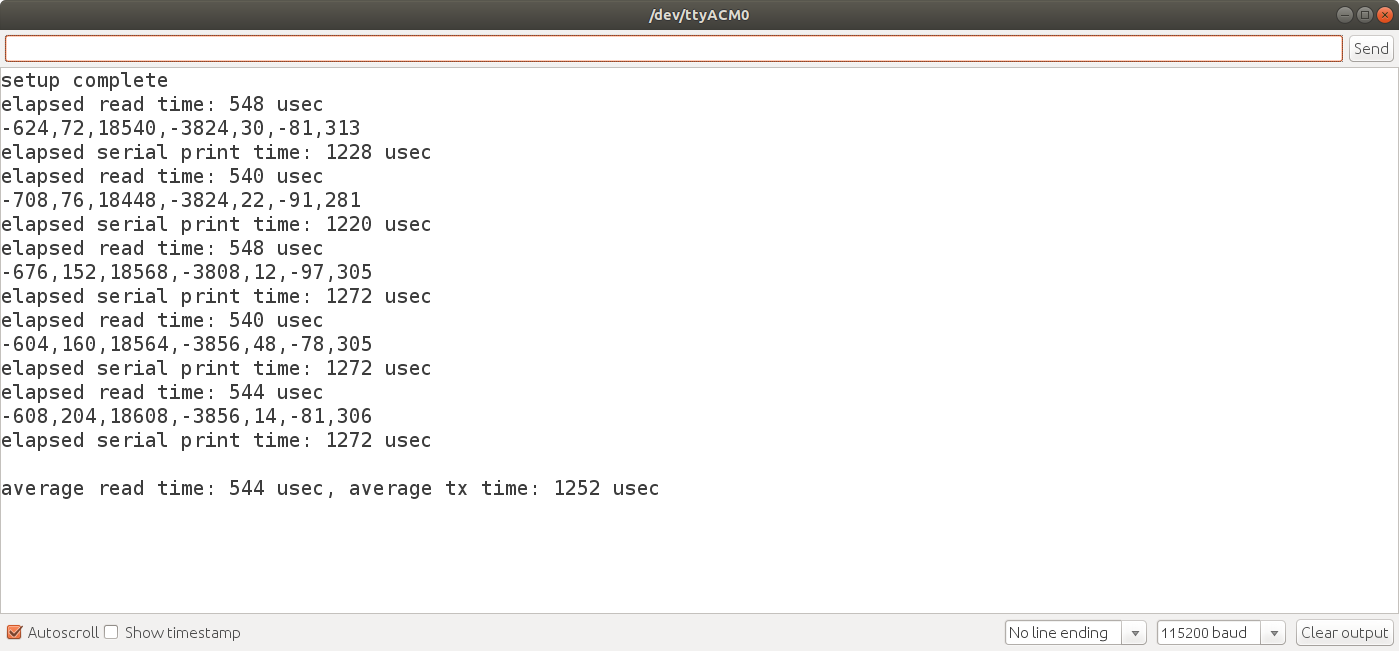 /dev/ttyACM0
Send
setup complete
elapsed read time: 548 usec
-624,72,18540,-3824,30,-81,313
elapsed serial print time: 1228 usec
elapsed read time: 540 usec
-708,76,18448,-3824,22,-91,281
elapsed serial print time: 1220 usec
elapsed read time: 548 usec
-676,152,18568,-3808,12,-97,305
elapsed serial print time: 1272 usec
elapsed read time: 540 usec
-604,160,18564,-3856,48,-78,305
elapsed serial print time: 1272 usec
elapsed read time: 544 usec
-608,204,18608,-3856,14,-81,306
elapsed serial print time: 1272 usec
average read time: 544 usec, average tx time: 1252 usec
Autoscroll Show timestamp No line ending 115200 baud Clear output